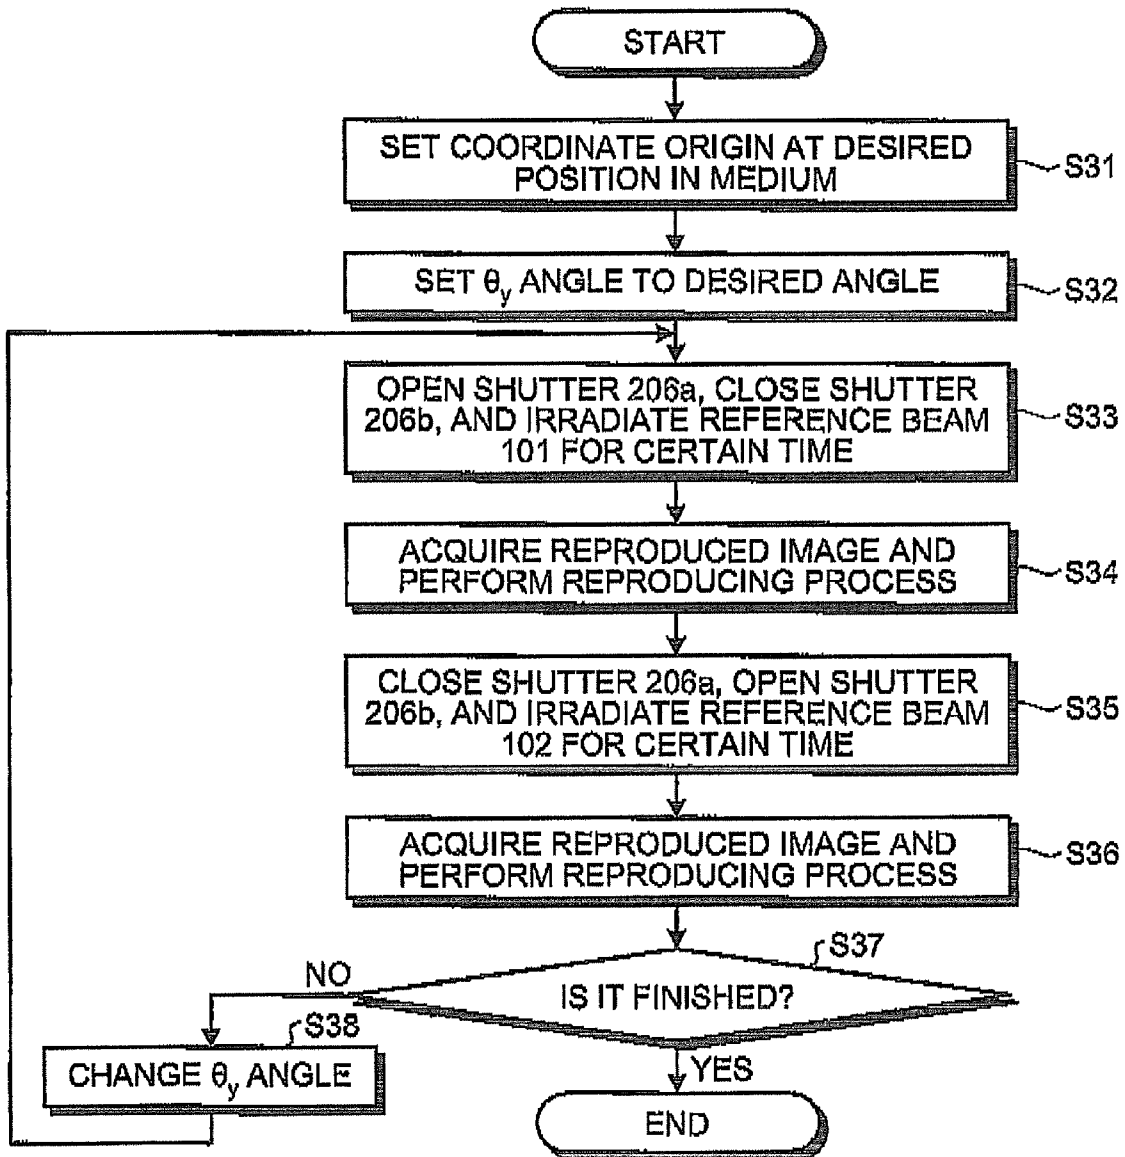 START
SET COORDINATE ORIGIN AT DESIRED
POSITION IN MEDIUM
S31
SET θy ANGLE TO DESIRED ANGLE
S32
OPEN SHUTTER 206a, CLOSE SHUTTER
206b, AND IRRADIATE REFERENCE BEAM
101 FOR CERTAIN TIME
S33
ACQUIRE REPRODUCED IMAGE AND
PERFORM REPRODUCING PROCESS
S34
CLOSE SHUTTER 206a, OPEN SHUTTER
206b, AND IRRADIATE REFERENCE BEAM
102 FOR CERTAIN TIME
S35
ACQUIRE REPRODUCED IMAGE AND
PERFORM REPRODUCING PROCESS
S36
S37
IS IT FINISHED?
NO
S38
CHANGE θy ANGLE
YES
END